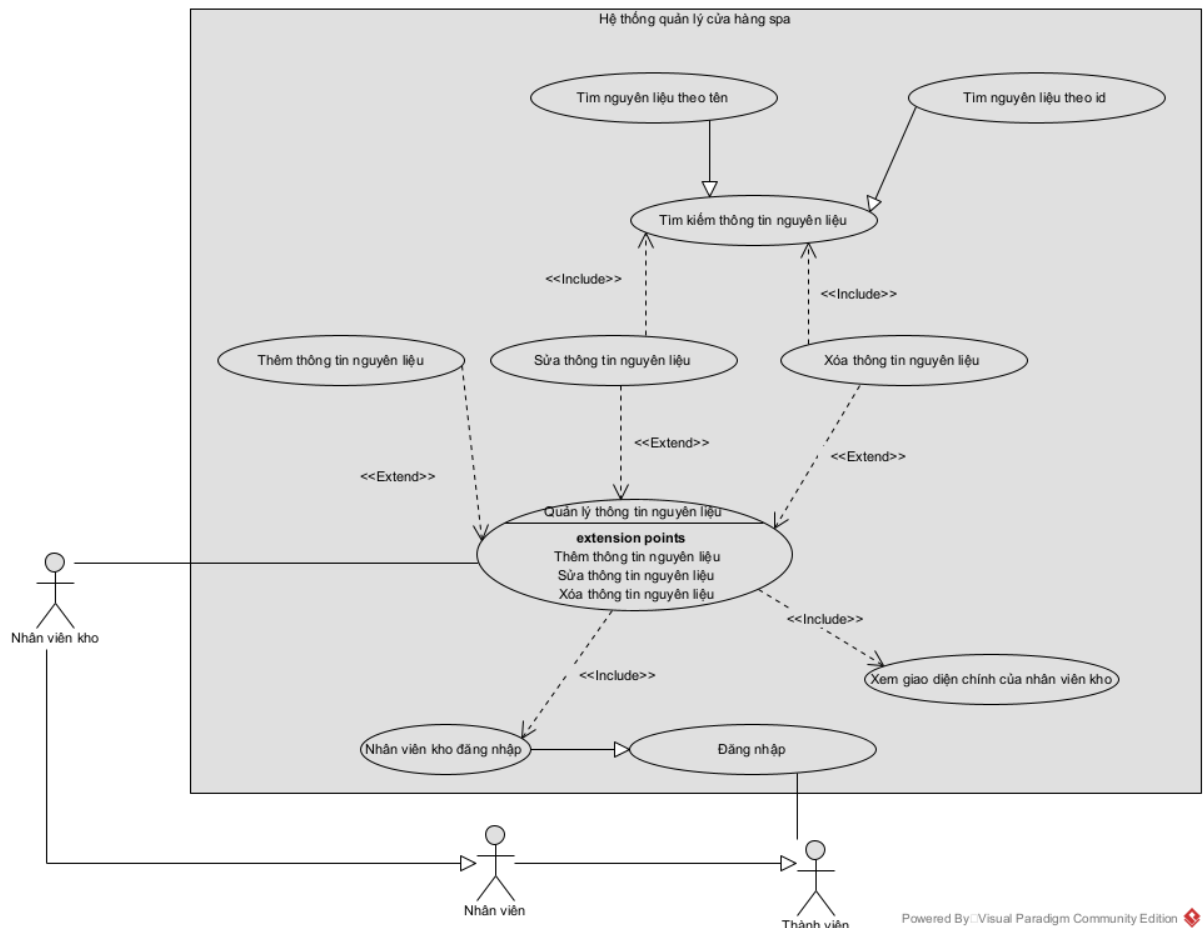 Hệ thống quản lý cửa hàng spa
Tìm nguyên liệu theo tên
Tìm nguyên liệu theo id
Tìm kiếm thông tin nguyên liệu
<<Include>>
<<Include>>
Thêm thông tin nguyên liệu
Sửa thông tin nguyên liệu
Xóa thông tin nguyên liệu
<<Extend>>
<<Extend>>
<<Extend>>
Quản lý thông tin nguyên liệu
extension points
Thêm thông tin nguyên liệu
Sửa thông tin nguyên liệu
Xóa thông tin nguyên liệu
Nhân viên kho
<<Include>>
<<Include>>
Xem giao diện chính của nhân viên kho
Nhân viên kho đăng nhập
Đăng nhập
Nhân viên
Thành viên
Powered By Visual Paradigm Community Edition